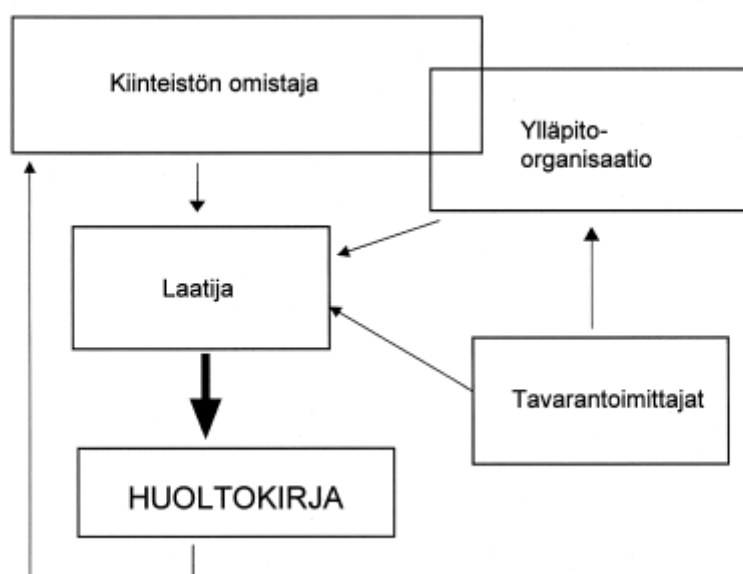 Kiinteistön omistaja
Ylläpito-
organisaatio
Laatija
Tavarantoimittajat
HUOLTOKIRJA